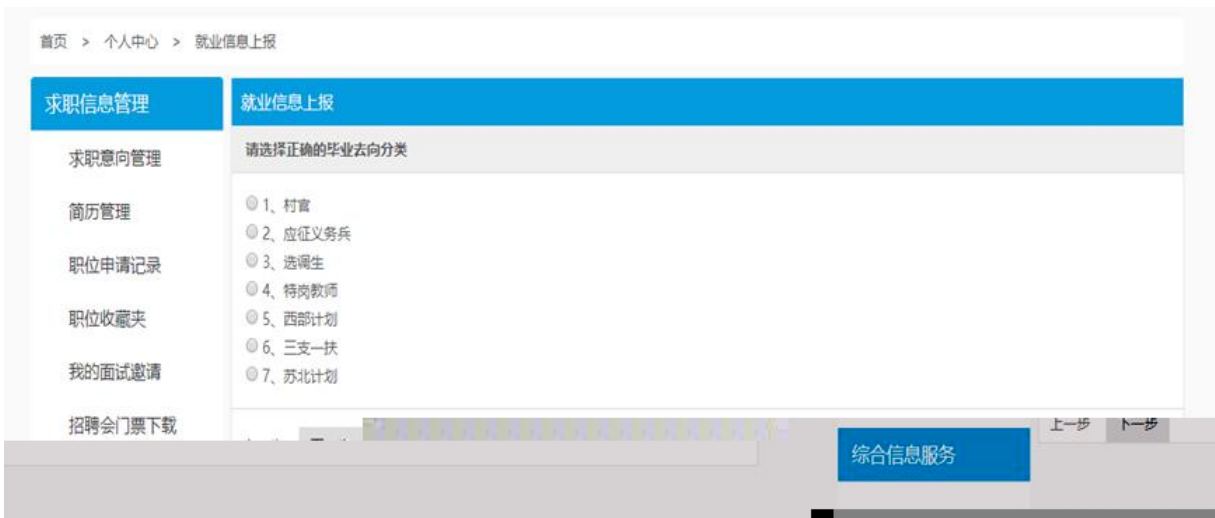 首页 > 个人中心 > 就业信息上报
求职信息管理
求职意向管理
简历管理
职位申请记录
职位收藏夹
我的面试邀请
招聘会门票下载
就业信息上报
请选择正确的毕业去向分类
1、村官
2、应征义务兵
3、选调生
4、特岗教师
5、西部计划
6、三支一扶
7、苏北计划
上一步 下一步
综合信息服务